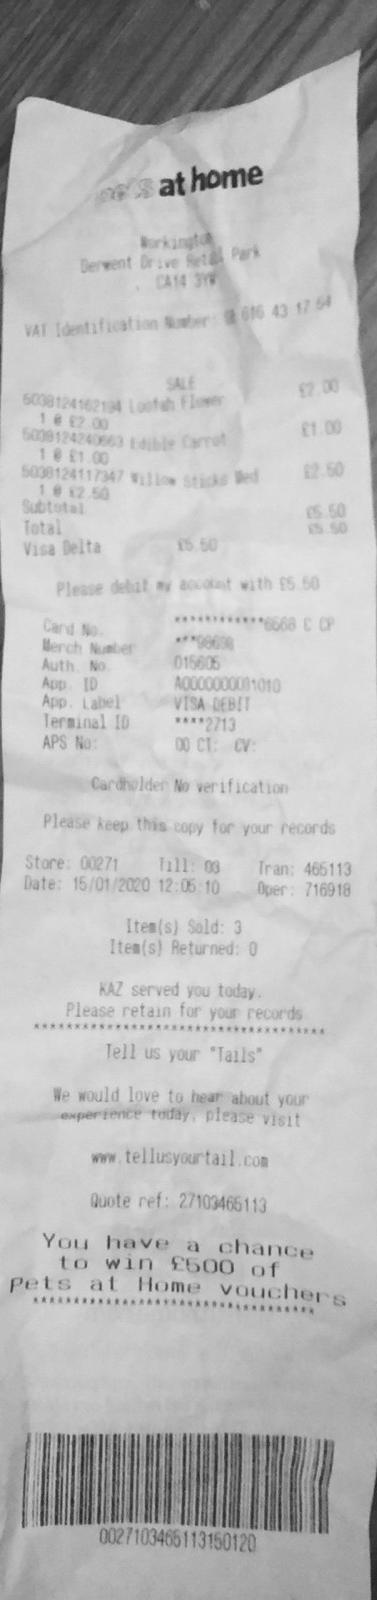 at home
Workington
Derwent Drive Retail Park
CA14 3YW
VAT Identification Number: 616 43 17 64
SALE
5038124162194 Loofah Flower £2.00
1 @ £2.00
5038124240663 Edible Carrot £1.00
1 @ £1.00
5038124117347 Willow Sticks Med £2.50
1 @ £2.50
Subtotal £5.50
Total £5.50
Visa Delta £5.50
Please debit my account with £5.50
Card No. ************6668 C CP
Merch Number
Auth. No. 015605
App. ID A0000000031010
App. Label VISA DEBIT
Terminal ID ****2713
APS No: 00 CT: CV:
Cardholder No verification
Please keep this copy for your records
Store: 00271 Till: 03 Tran: 465113
Date: 15/01/2020 12:05:10 Oper: 716918
Item(s) Sold: 3
Item(s) Returned: 0
KAZ served you today.
Please retain for your records
***********************************
Tell us your "Tails"
We would love to hear about your
experience today, please visit
www.tellusyourtail.com
Quote ref: 27103465113
You have a chance
to win £500 of
Pets at Home vouchers
***********************************
0027103465113150120